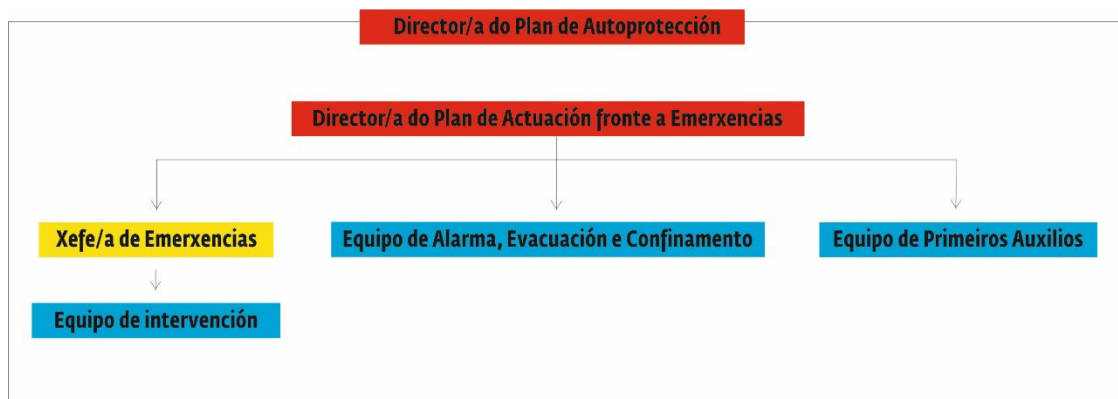 Director/a do Plan de Autoprotección
Director/a do Plan de Actuación fronte a Emerxencias
Xefe/a de Emerxencias
Equipo de Alarma, Evacuación e Confinamento
Equipo de Primeiros Auxilios
Equipo de intervención